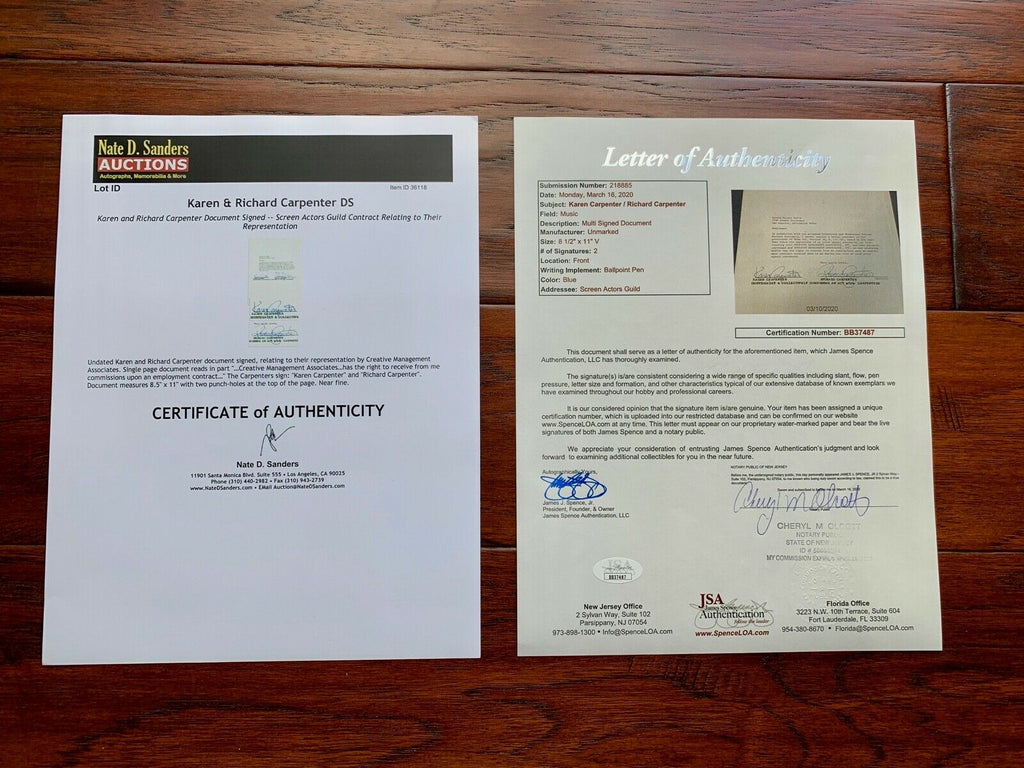 Nate D. Sanders
AUCTIONS
Autographs, Memorabilia & More
Lot ID
Item ID 36118
Karen & Richard Carpenter DS
Karen and Richard Carpenter Document Signed -- Screen Actors Guild Contract Relating to Their
Representation
Undated Karen and Richard Carpenter document signed, relating to their representation by Creative Management
Associates. Single page document reads in part "...Creative Management Associates...has the right to receive from me
commissions upon an employment contract..." The Carpenters sign: "Karen Carpenter" and "Richard Carpenter".
Document measures 8.5" x 11" with two punch-holes at the top of the page. Near fine.
CERTIFICATE of AUTHENTICITY
Nate D. Sanders
11901 Santa Monica Blvd. Suite 555 • Los Angeles, CA 90025
Phone (310) 440-2982 • Fax (310) 943-2739
www.NateDSanders.com • EMail Auction@NateDSanders.com
Letter of Authenticity
Submission Number: 218885
Date: Monday, March 16, 2020
Subject: Karen Carpenter / Richard Carpenter
Field: Music
Description: Multi Signed Document
Manufacturer: Unmarked
Size: 8 1/2" x 11" V
# of Signatures: 2
Location: Front
Writing Implement: Ballpoint Pen
Color: Blue
Addressee: Screen Actors Guild
03/10/2020
Certification Number: BB37487
This document shall serve as a letter of authenticity for the aforementioned item, which James Spence
Authentication, LLC has thoroughly examined.
The signature(s) is/are consistent considering a wide range of specific qualities including slant, flow, pen
pressure, letter size and formation, and other characteristics typical of our extensive database of known exemplars we
have examined throughout our hobby and professional careers.
It is our considered opinion that the signature item is/are genuine. Your item has been assigned a unique
certification number, which is uploaded into our restricted database and can be confirmed on our website
www.SpenceLOA.com at any time. This letter must appear on our proprietary water-marked paper and bear the live
signatures of both James Spence and a notary public.
We appreciate your consideration of entrusting James Spence Authentication's judgment and look
forward to examining additional collectibles for you in the near future.
Autographically Yours,
James J. Spence, Jr.
President, Founder, & Owner
James Spence Authentication, LLC
NOTARY PUBLIC OF NEW JERSEY
Cheryl M Olcott
CHERYL M OLCOTT
NOTARY PUBLIC
STATE OF NEW JERSEY
ID #
MY COMMISSION EXPIRES
BB37487
New Jersey Office
2 Sylvan Way, Suite 102
Parsippany, NJ 07054
973-898-1300 • Info@SpenceLOA.com
JSA
James Spence
Authentication
follow the leader
www.SpenceLOA.com
Florida Office
3223 N.W. 10th Terrace, Suite 604
Fort Lauderdale, FL 33309
954-380-8670 • Florida@SpenceLOA.com